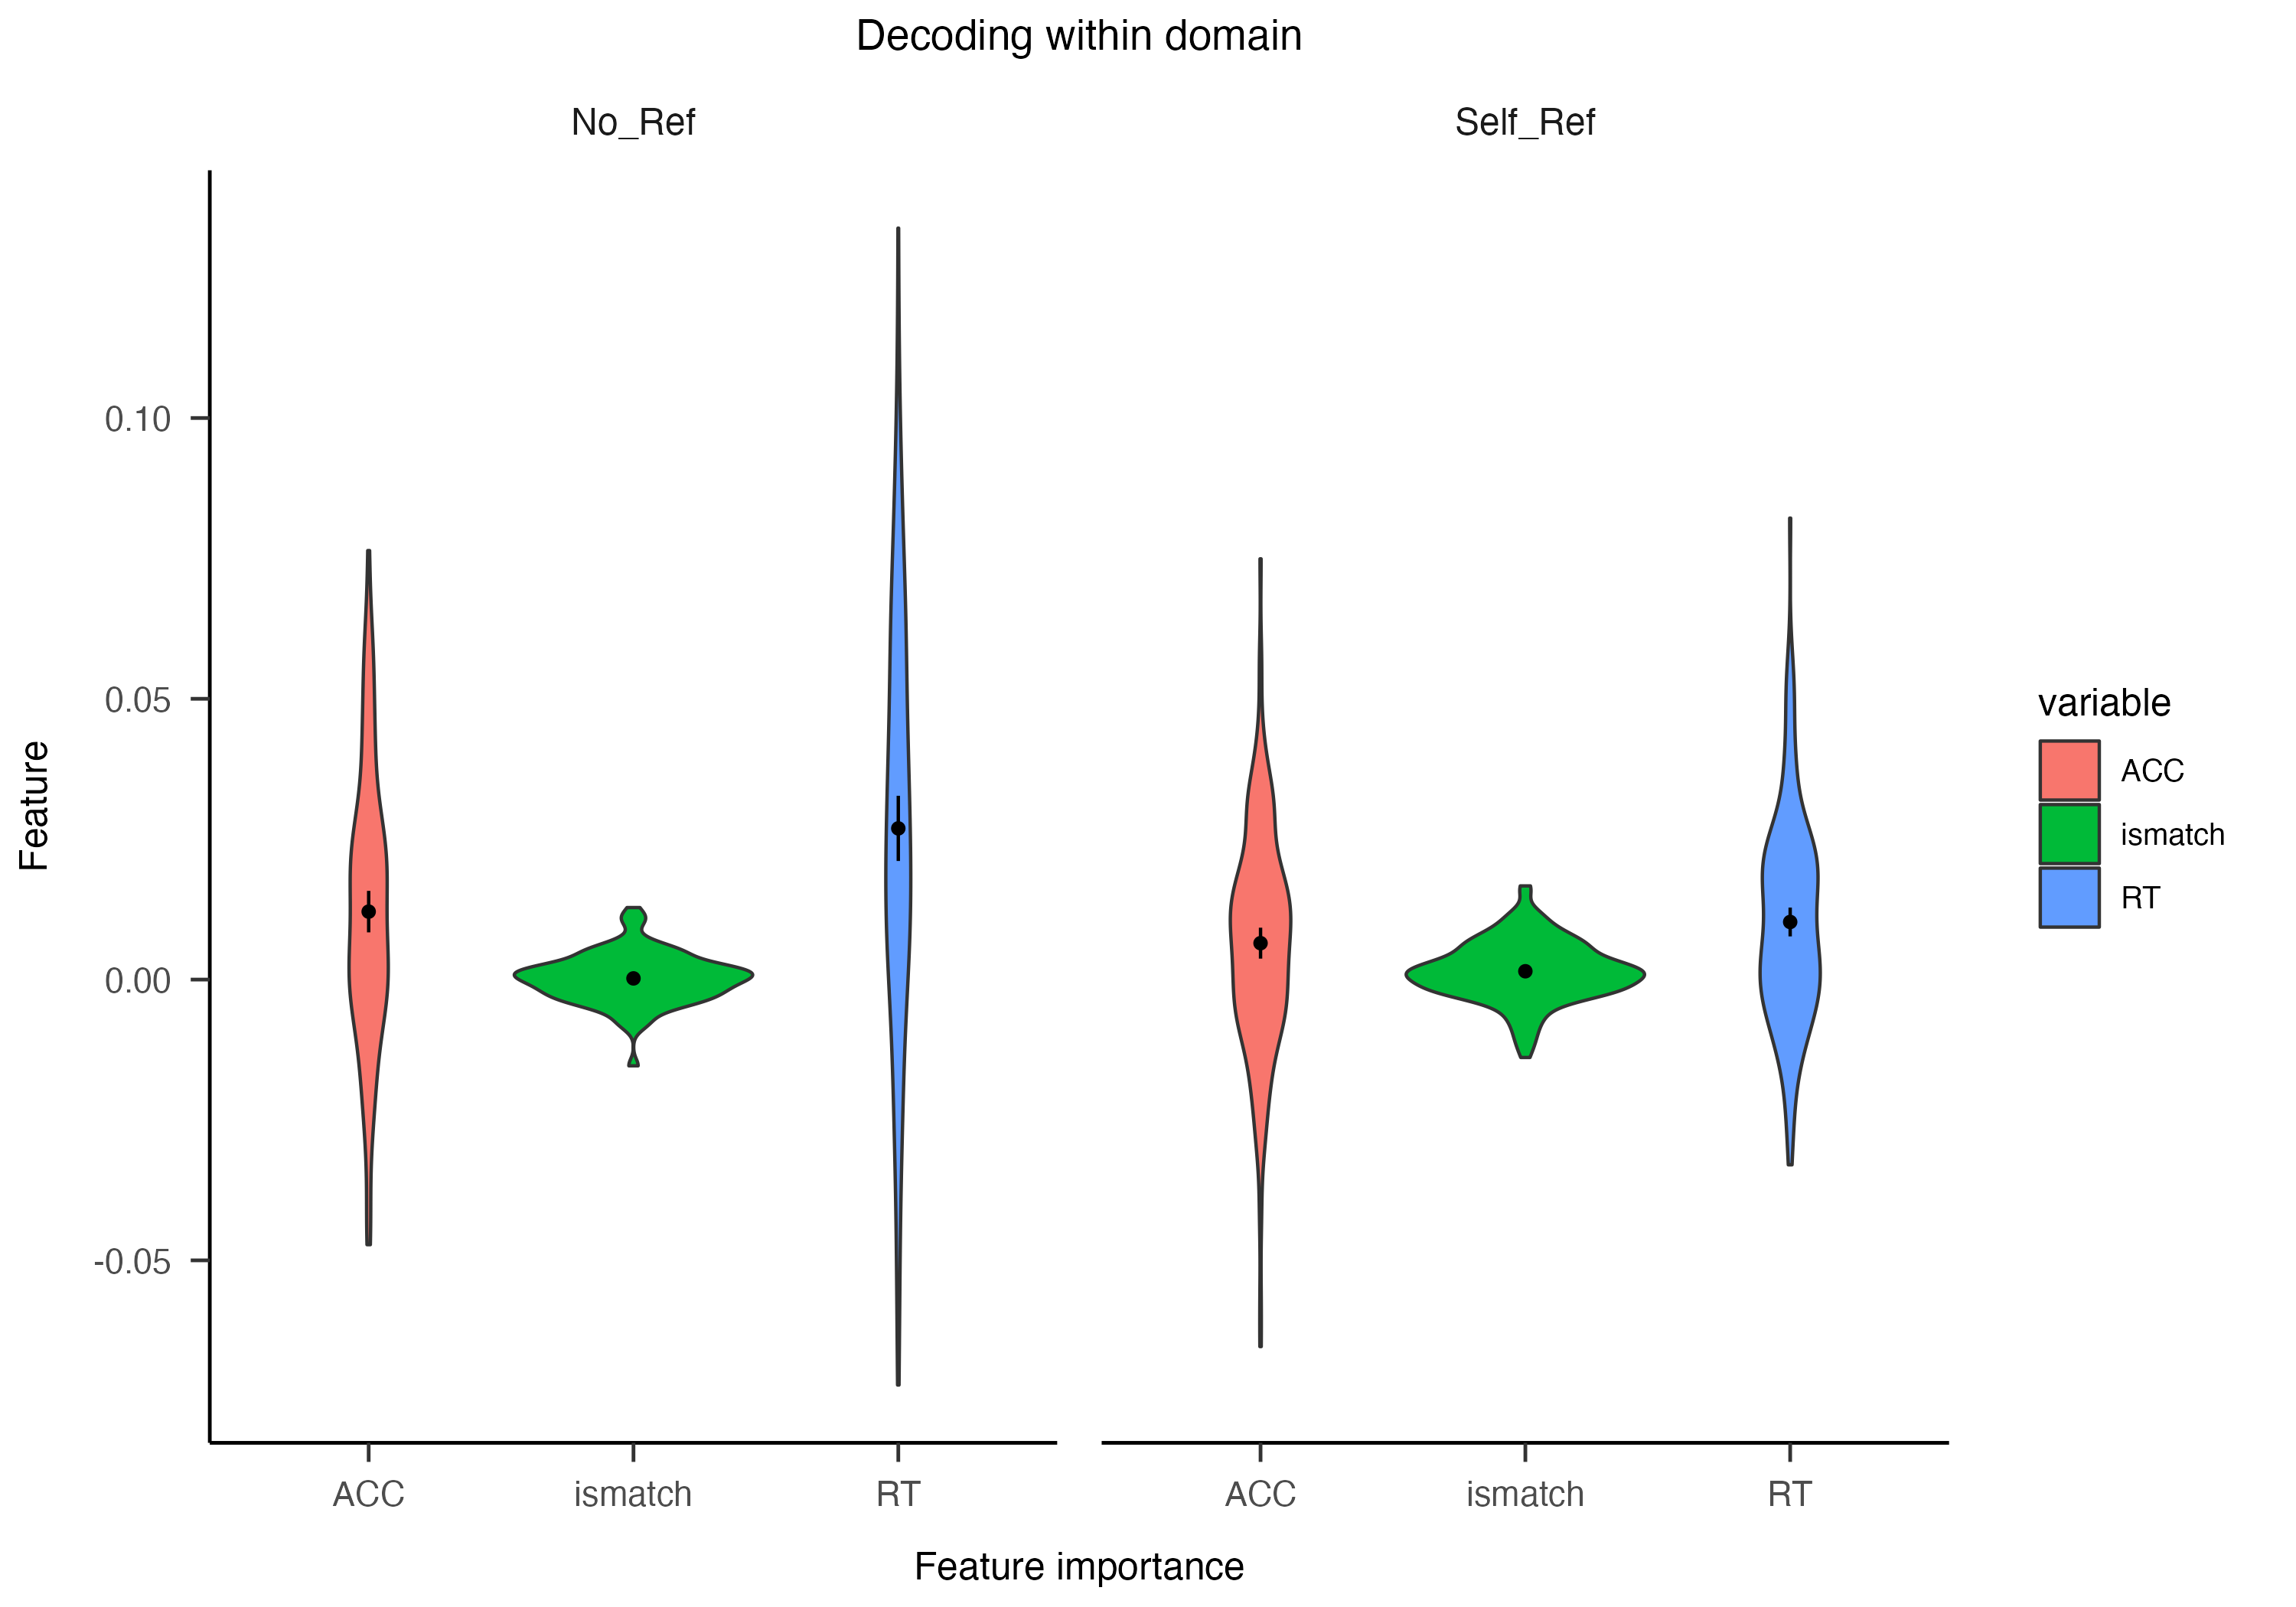 Decoding within domain
No_Ref
Self_Ref
0.10
0.05
0.00
-0.05
Feature
ACC
ismatch
RT
ACC
ismatch
RT
Feature importance
variable
ACC
ismatch
RT